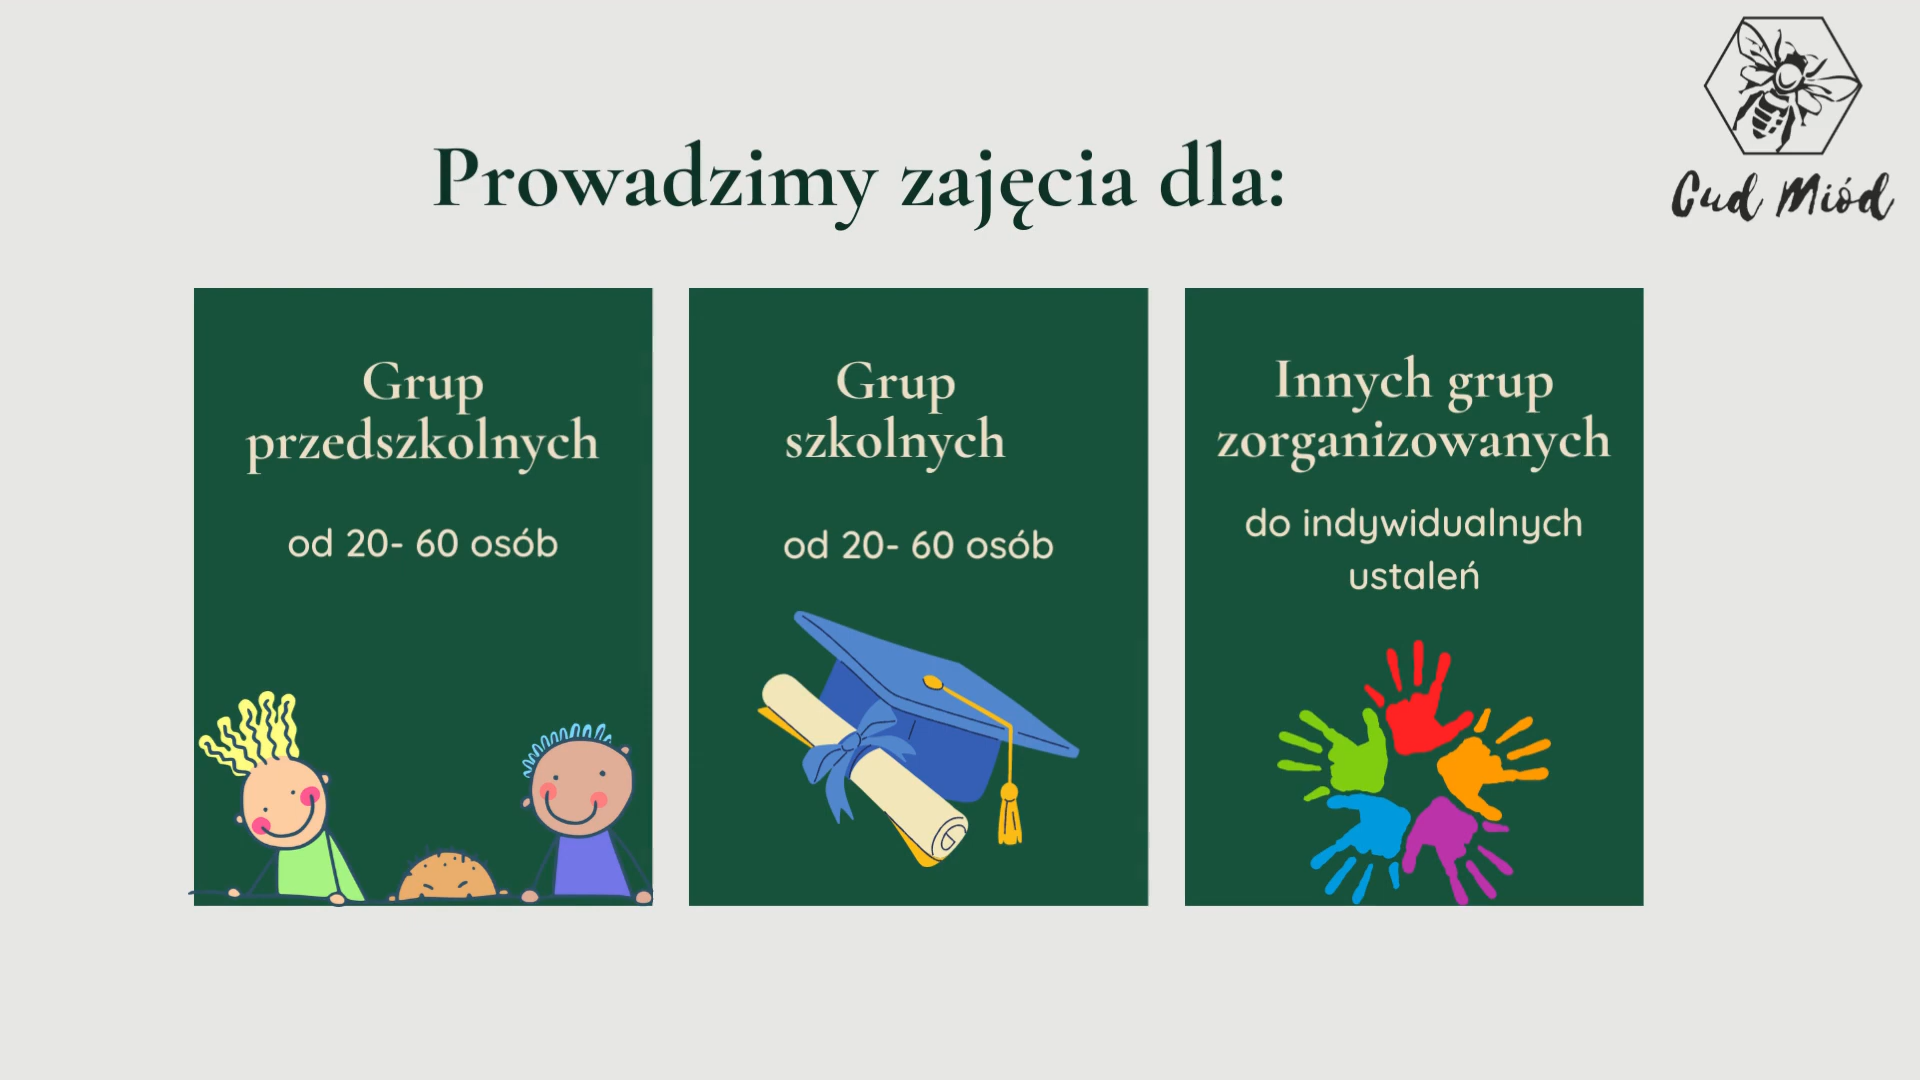 Cud Miód
Prowadzimy zajęcia dla:
Grup
przedszkolnych
od 20- 60 osób
Grup
szkolnych
od 20- 60 osób
Innych grup
zorganizowanych
do indywidualnych
ustaleń